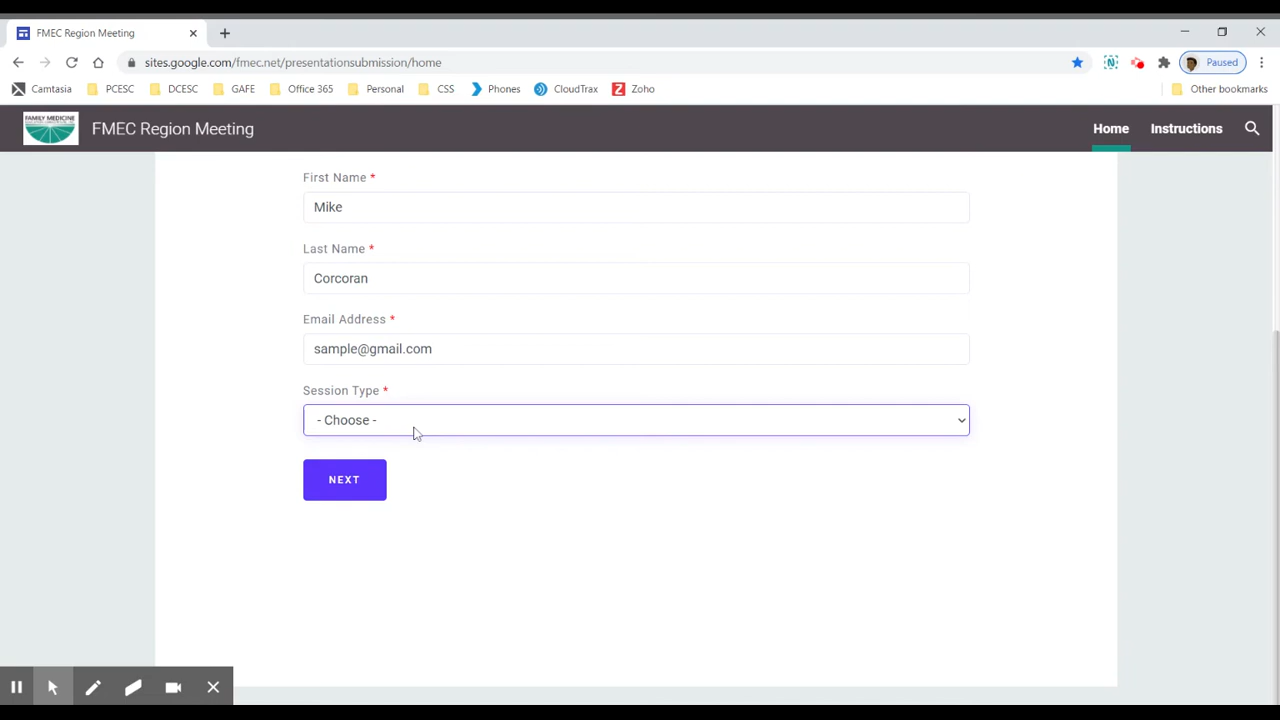 FMEC Region Meeting
sites.google.com/fmec.net/presentationsubmission/home
Paused
Camtasia PCESC DCESC GAFE Office 365 Personal CSS Phones CloudTrax Zoho Other bookmarks
FAMILY MEDICINE
FMEC Region Meeting
Home Instructions
First Name *
Mike
Last Name *
Corcoran
Email Address *
sample@gmail.com
Session Type *
- Choose -
NEXT